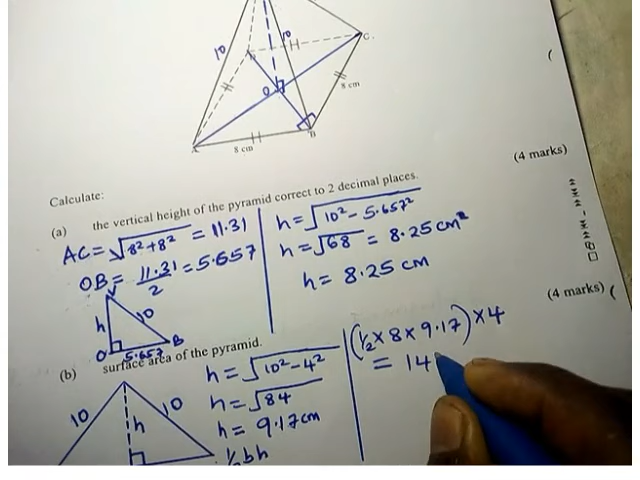 10
10
C
O
8 cm
A
8 cm
B
(4 marks)
Calculate:
(a) the vertical height of the pyramid correct to 2 decimal places.
AC = √8²+8² = 11.31
OB = 11.31/2 = 5.657
V
h
10
O
5.657
B
h = √10² - 5.657²
h = √68 = 8.25 cm²
h = 8.25 cm
(4 marks)
(b) surface area of the pyramid.
10
10
h
h = √10² - 4²
h = √84
h = 9.17 cm
½bh
(½ × 8 × 9.17) × 4
= 14